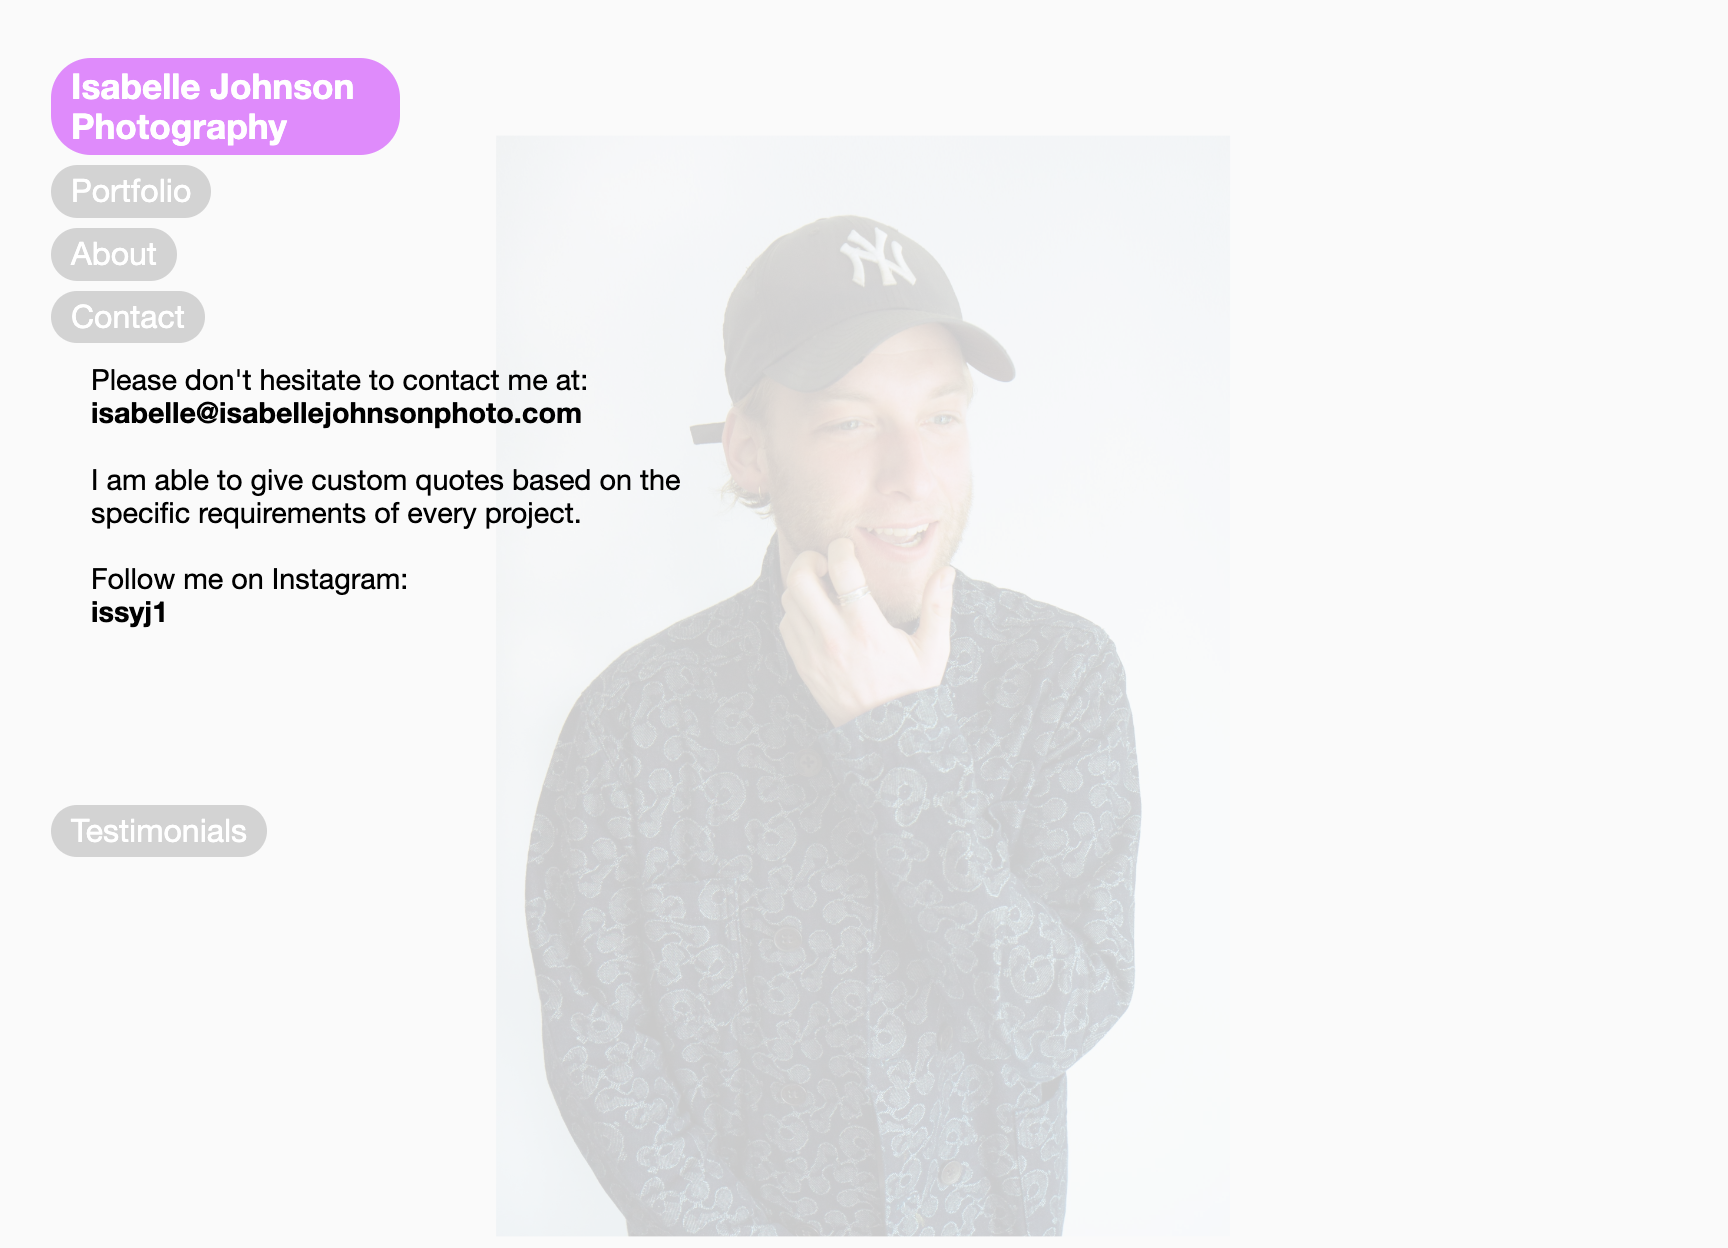 Isabelle Johnson
Photography
Portfolio
About
Contact
Please don't hesitate to contact me at:
isabelle@isabellejohnsonphoto.com
I am able to give custom quotes based on the
specific requirements of every project.
Follow me on Instagram:
issyj1
Testimonials
NY